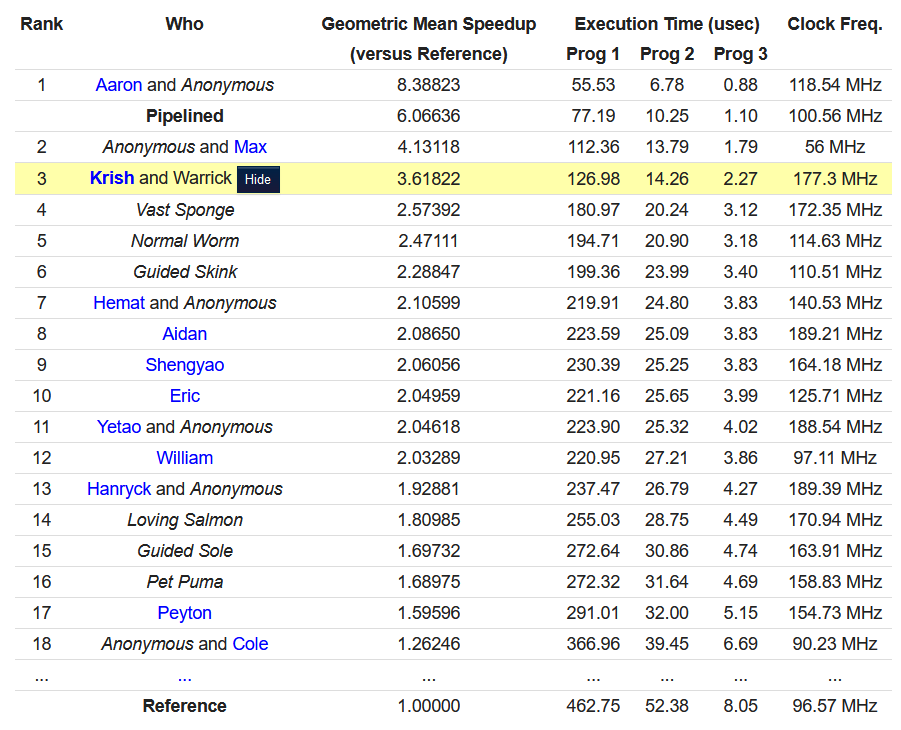 Rank Who Geometric Mean Speedup Execution Time (usec) Clock Freq.
(versus Reference) Prog 1 Prog 2 Prog 3
1 Aaron and Anonymous 8.38823 55.53 6.78 0.88 118.54 MHz
Pipelined 6.06636 77.19 10.25 1.10 100.56 MHz
2 Anonymous and Max 4.13118 112.36 13.79 1.79 56 MHz
3 Krish and Warrick Hide 3.61822 126.98 14.26 2.27 177.3 MHz
4 Vast Sponge 2.57392 180.97 20.24 3.12 172.35 MHz
5 Normal Worm 2.47111 194.71 20.90 3.18 114.63 MHz
6 Guided Skink 2.28847 199.36 23.99 3.40 110.51 MHz
7 Hemat and Anonymous 2.10599 219.91 24.80 3.83 140.53 MHz
8 Aidan 2.08650 223.59 25.09 3.83 189.21 MHz
9 Shengyao 2.06056 230.39 25.25 3.83 164.18 MHz
10 Eric 2.04959 221.16 25.65 3.99 125.71 MHz
11 Yetao and Anonymous 2.04618 223.90 25.32 4.02 188.54 MHz
12 William 2.03289 220.95 27.21 3.86 97.11 MHz
13 Hanryck and Anonymous 1.92881 237.47 26.79 4.27 189.39 MHz
14 Loving Salmon 1.80985 255.03 28.75 4.49 170.94 MHz
15 Guided Sole 1.69732 272.64 30.86 4.74 163.91 MHz
16 Pet Puma 1.68975 272.32 31.64 4.69 158.83 MHz
17 Peyton 1.59596 291.01 32.00 5.15 154.73 MHz
18 Anonymous and Cole 1.26246 366.96 39.45 6.69 90.23 MHz
... ... ... ... ... ... ...
Reference 1.00000 462.75 52.38 8.05 96.57 MHz